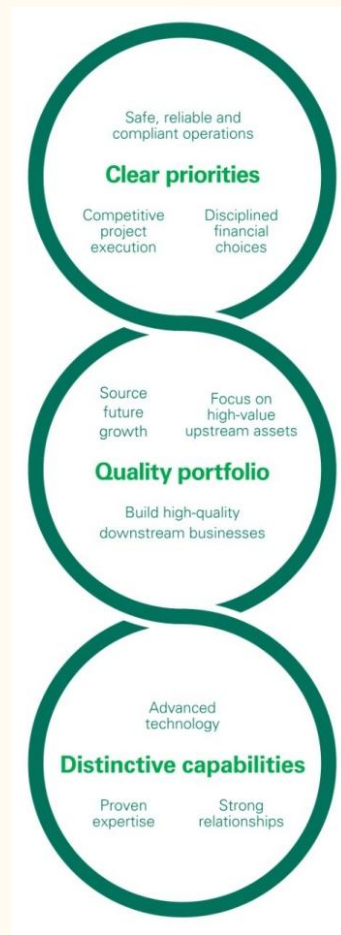 Safe, reliable and
compliant operations
Clear priorities
Competitive
project
execution
Disciplined
financial
choices
Source
future
growth
Focus on
high-value
upstream assets
Quality portfolio
Build high-quality
downstream businesses
Advanced
technology
Distinctive capabilities
Proven
expertise
Strong
relationships